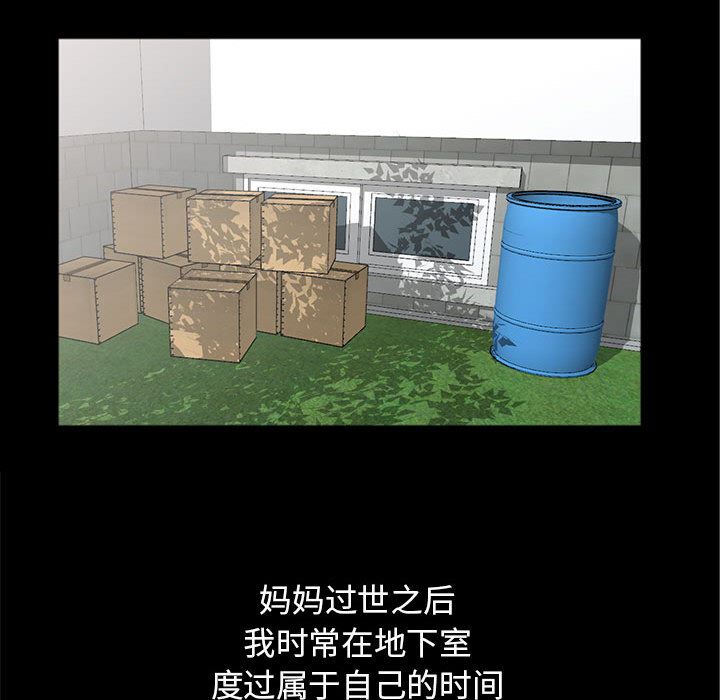 妈妈过世之后
我时常在地下室
度过属于自己的时间